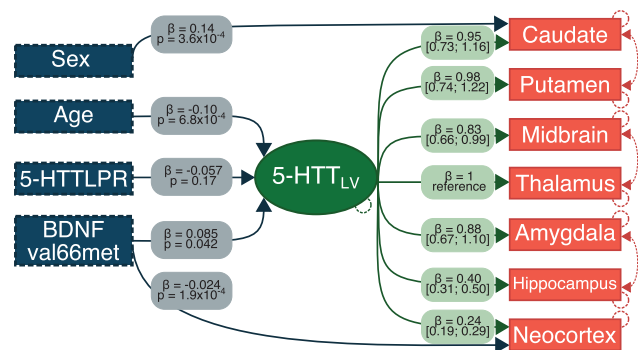 Sex
β = 0.14
p = 3.6x10-4
Age
β = -0.10
p = 6.8x10-4
5-HTTLPR
β = -0.057
p = 0.17
BDNF
val66met
β = 0.085
p = 0.042
β = -0.024
p = 1.9x10-4
5-HTTLV
β = 0.95
[0.73; 1.16]
β = 0.98
[0.74; 1.22]
β = 0.83
[0.66; 0.99]
β = 1
reference
β = 0.88
[0.67; 1.10]
β = 0.40
[0.31; 0.50]
β = 0.24
[0.19; 0.29]
Caudate
Putamen
Midbrain
Thalamus
Amygdala
Hippocampus
Neocortex